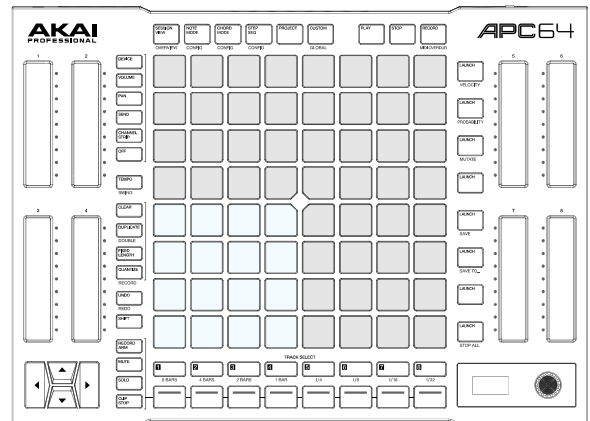 AKAI
PROFESSIONAL
SESSION VIEW
NOTE MODE
CHORD MODE
STEP SEQ
PROJECT
CUSTOM
PLAY
STOP
RECORD
APC64
OVERVIEW
CONFIG
CONFIG
CONFIG
GLOBAL
MIDI OVERDUB
1
2
5
6
DEVICE
VOLUME
PAN
SEND
CHANNEL STRIP
OFF
TEMPO
SWING
LAUNCH
VELOCITY
LAUNCH
PROBABILITY
LAUNCH
MUTATE
LAUNCH
3
4
7
8
CLEAR
DUPLICATE
DOUBLE
FIXED LENGTH
QUANTIZE
RECORD
UNDO
REDO
SHIFT
LAUNCH
SAVE
LAUNCH
SAVE TO_
LAUNCH
LAUNCH
STOP ALL
RECORD ARM
MUTE
SOLO
CLIP STOP
TRACK SELECT
1
2
3
4
5
6
7
8
8 BARS
4 BARS
2 BARS
1 BAR
1/4
1/8
1/16
1/32